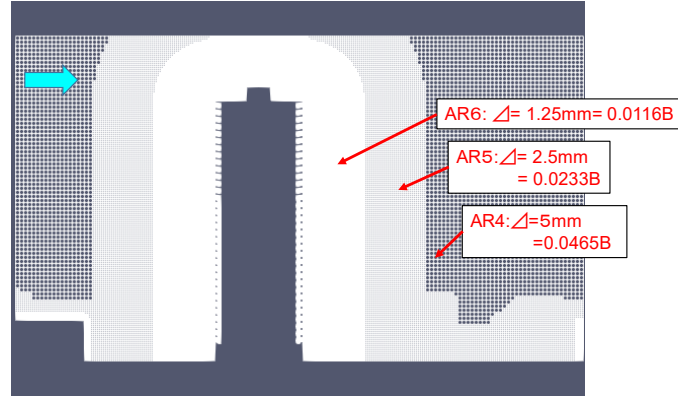 AR6: ⊿= 1.25mm= 0.0116B
AR5:⊿= 2.5mm
= 0.0233B
AR4:⊿=5mm
=0.0465B